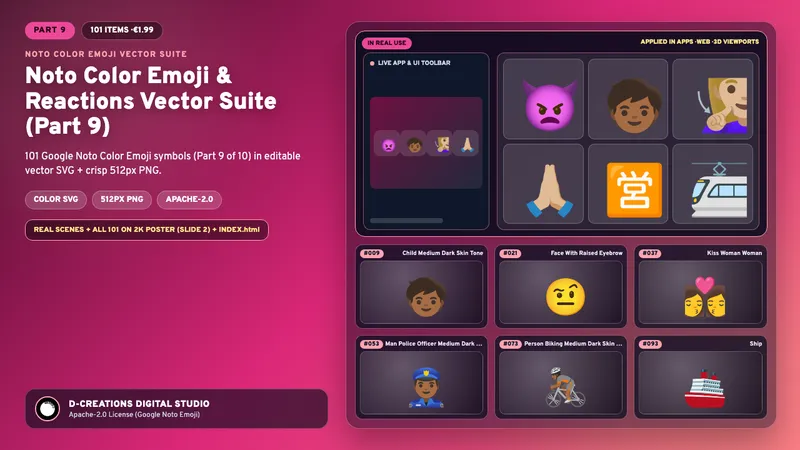 PART 9
101 ITEMS · €1.99
NOTO COLOR EMOJI VECTOR SUITE
Noto Color Emoji &
Reactions Vector Suite
(Part 9)
101 Google Noto Color Emoji symbols (Part 9 of 10) in editable
vector SVG + crisp 512px PNG.
COLOR SVG
512PX PNG
APACHE-2.0
REAL SCENES + ALL 101 ON 2K POSTER (SLIDE 2) + INDEX.html
D-CREATIONS DIGITAL STUDIO
Apache-2.0 License (Google Noto Emoji)
IN REAL USE
APPLIED IN APPS · WEB · 3D VIEWPORTS
LIVE APP & UI TOOLBAR
営
#009
Child Medium Dark Skin Tone
#021
Face With Raised Eyebrow
#037
Kiss Woman Woman
#053
Man Police Officer Medium Dark ...
#073
Person Biking Medium Dark Skin ...
#093
Ship